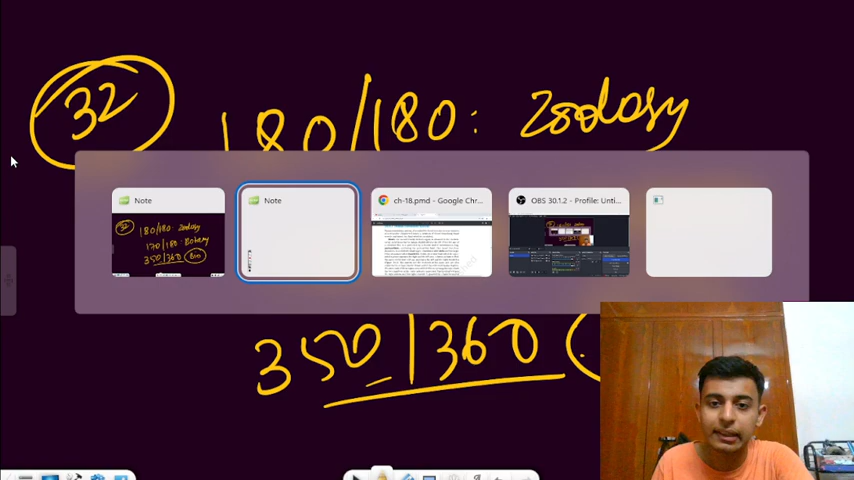 32
180/180: Zoology
Note
Note
ch-18.pmd - Google Chr...
OBS 30.1.2 - Profile: Unti...
32 180/180: Zoology
170/180: Botany
350/360 Bio
350/360